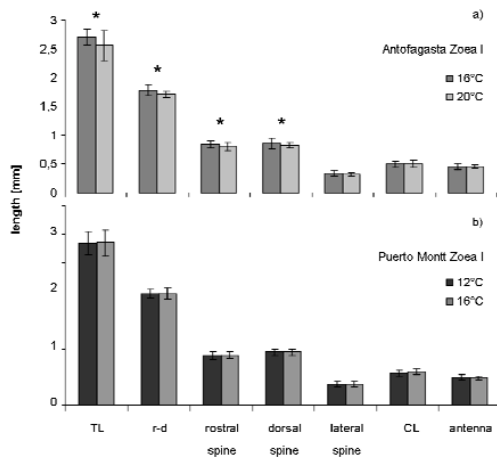 a)
Antofagasta Zoea I
16°C
20°C
3
2,5
2
1,5
1
0,5
0
* * * *
length [mm]
b)
Puerto Montt Zoea I
12°C
16°C
3
2
1
0
TL r-d rostral spine dorsal spine lateral spine CL antenna